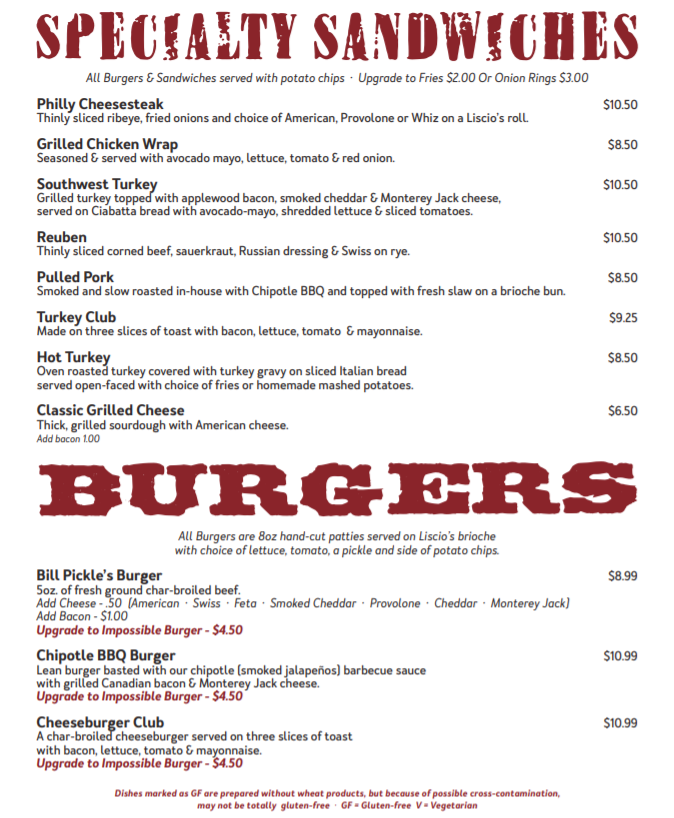 SPECIALTY SANDWICHES
All Burgers & Sandwiches served with potato chips · Upgrade to Fries $2.00 Or Onion Rings $3.00
Philly Cheesesteak $10.50
Thinly sliced ribeye, fried onions and choice of American, Provolone or Whiz on a Liscio's roll.
Grilled Chicken Wrap $8.50
Seasoned & served with avocado mayo, lettuce, tomato & red onion.
Southwest Turkey $10.50
Grilled turkey topped with applewood bacon, smoked cheddar & Monterey Jack cheese,
served on Ciabatta bread with avocado-mayo, shredded lettuce & sliced tomatoes.
Reuben $10.50
Thinly sliced corned beef, sauerkraut, Russian dressing & Swiss on rye.
Pulled Pork $8.50
Smoked and slow roasted in-house with Chipotle BBQ and topped with fresh slaw on a brioche bun.
Turkey Club $9.25
Made on three slices of toast with bacon, lettuce, tomato & mayonnaise.
Hot Turkey $8.50
Oven roasted turkey covered with turkey gravy on sliced Italian bread
served open-faced with choice of fries or homemade mashed potatoes.
Classic Grilled Cheese $6.50
Thick, grilled sourdough with American cheese.
Add bacon 1.00
BURGERS
All Burgers are 8oz hand-cut patties served on Liscio's brioche
with choice of lettuce, tomato, a pickle and side of potato chips.
Bill Pickle's Burger $8.99
5oz. of fresh ground char-broiled beef.
Add Cheese - .50 (American · Swiss · Feta · Smoked Cheddar · Provolone · Cheddar · Monterey Jack)
Add Bacon - $1.00
Upgrade to Impossible Burger - $4.50
Chipotle BBQ Burger $10.99
Lean burger basted with our chipotle (smoked jalapeños) barbecue sauce
with grilled Canadian bacon & Monterey Jack cheese.
Upgrade to Impossible Burger - $4.50
Cheeseburger Club $10.99
A char-broiled cheeseburger served on three slices of toast
with bacon, lettuce, tomato & mayonnaise.
Upgrade to Impossible Burger - $4.50
Dishes marked as GF are prepared without wheat products, but because of possible cross-contamination,
may not be totally gluten-free · GF = Gluten-free V = Vegetarian